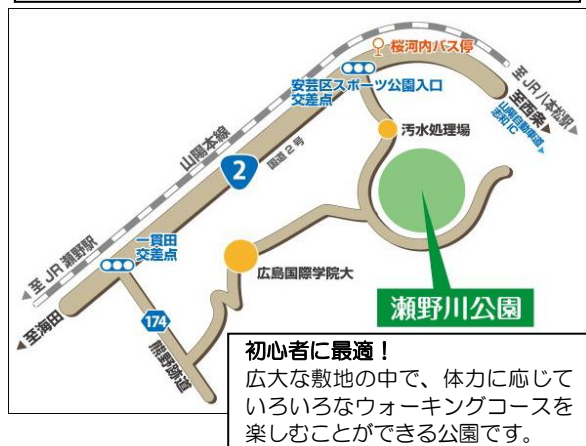 桜河内バス停
安芸区スポーツ公園入口
交差点
至JR八本松駅
至西条
山陽自動車道
志和IC
汚水処理場
山陽本線
国道2号
2
一貫田
交差点
至JR瀬野駅
至海田
広島国際学院大
174
熊野跡道
瀬野川公園
初心者に最適！
広大な敷地の中で、体力に応じて
いろいろなウォーキングコースを
楽しむことができる公園です。